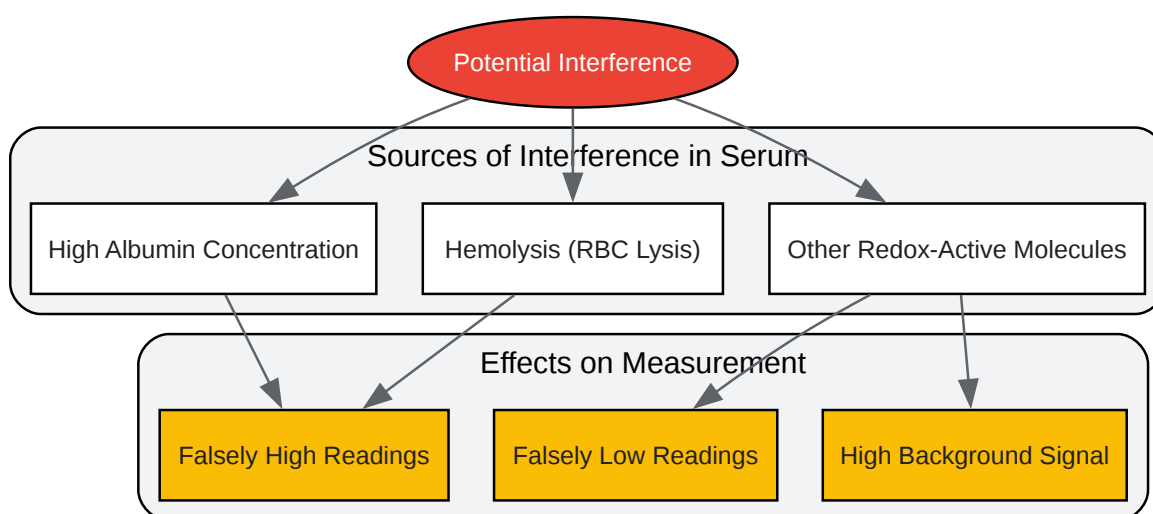 Potential Interference
Sources of Interference in Serum
High Albumin Concentration
Hemolysis (RBC Lysis)
Other Redox-Active Molecules
Effects on Measurement
Falsely High Readings
Falsely Low Readings
High Background Signal